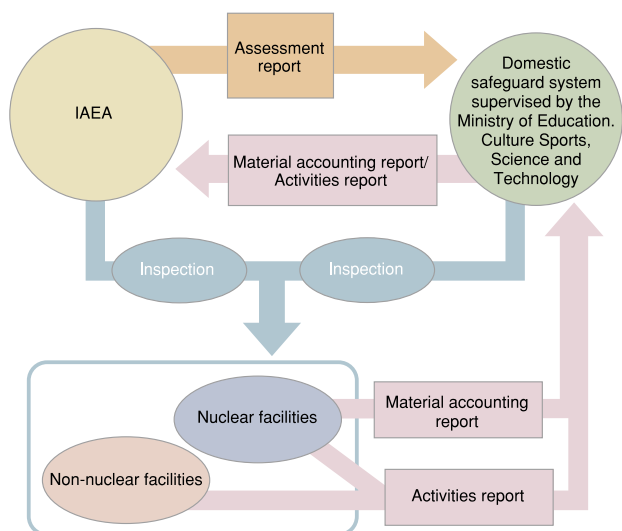 Assessment
report
IAEA
Domestic
safeguard system
supervised by the
Ministry of Education.
Culture Sports,
Science and
Technology
Material accounting report/
Activities report
Inspection
Inspection
Nuclear facilities
Material accounting
report
Non-nuclear facilities
Activities report